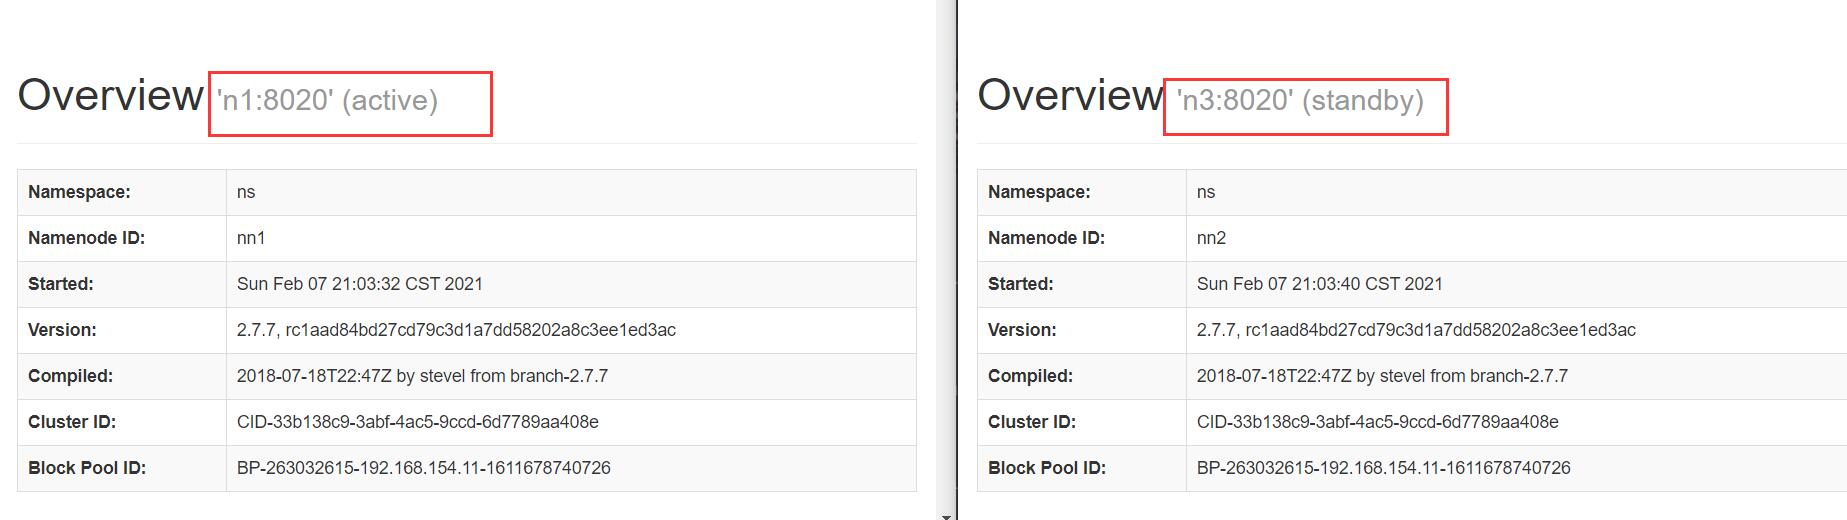 Overview 'n1:8020' (active)
Namespace: ns
Namenode ID: nn1
Started: Sun Feb 07 21:03:32 CST 2021
Version: 2.7.7, rc1aad84bd27cd79c3d1a7dd58202a8c3ee1ed3ac
Compiled: 2018-07-18T22:47Z by stevel from branch-2.7.7
Cluster ID: CID-33b138c9-3abf-4ac5-9ccd-6d7789aa408e
Block Pool ID: BP-263032615-192.168.154.11-1611678740726
Overview 'n3:8020' (standby)
Namespace: ns
Namenode ID: nn2
Started: Sun Feb 07 21:03:40 CST 2021
Version: 2.7.7, rc1aad84bd27cd79c3d1a7dd58202a8c3ee1ed3ac
Compiled: 2018-07-18T22:47Z by stevel from branch-2.7.7
Cluster ID: CID-33b138c9-3abf-4ac5-9ccd-6d7789aa408e
Block Pool ID: BP-263032615-192.168.154.11-1611678740726